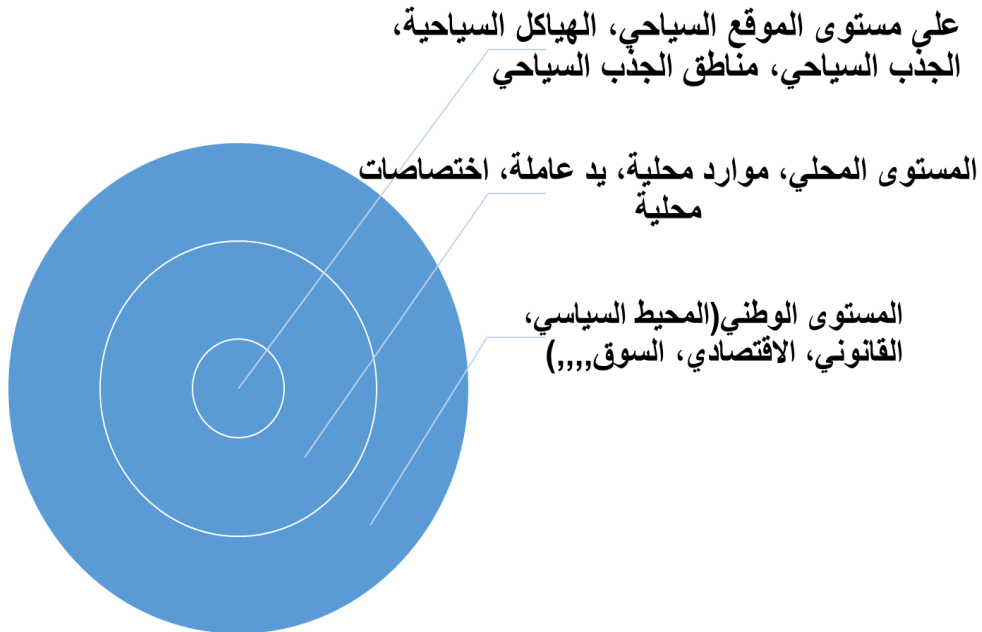 على مستوى الموقع السياحي، الهياكل السياحية،
الجذب السياحي، مناطق الجذب السياحي
المستوى المحلي، موارد محلية، يد عاملة، اختصاصات
محلية
المستوى الوطني(المحيط السياسي،
القانوني، الاقتصادي، السوق,,,,)